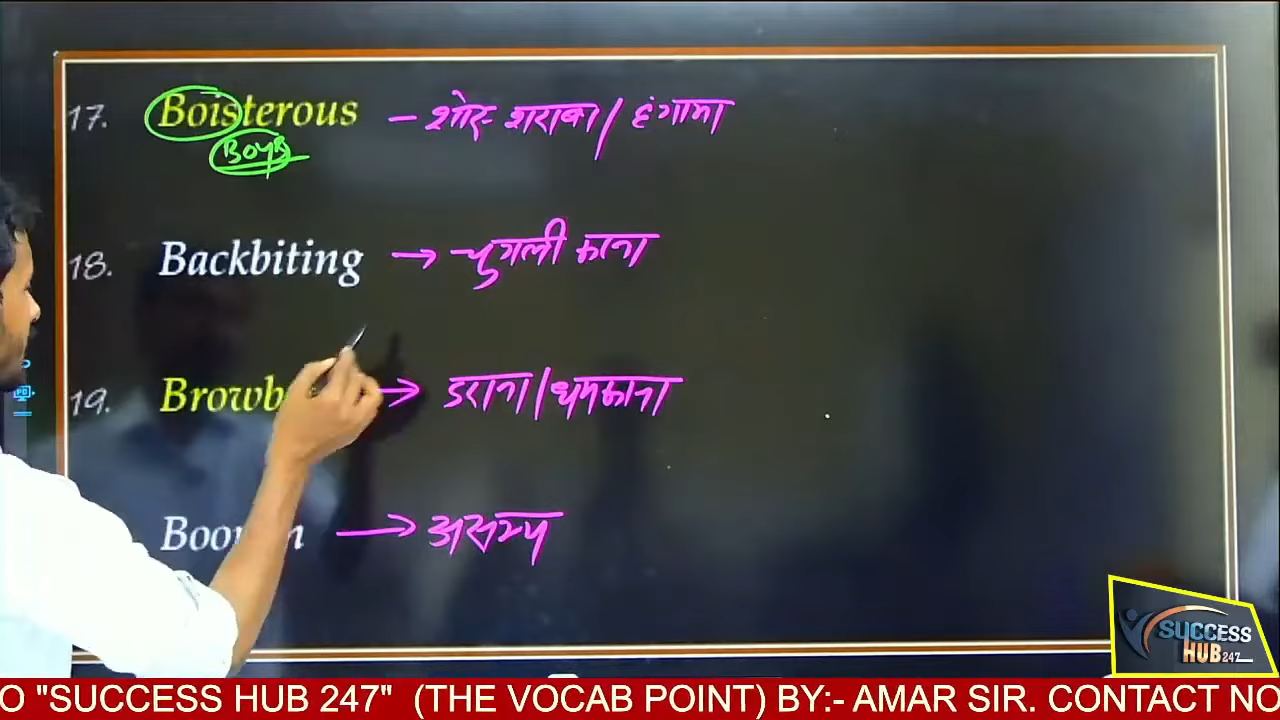 17. Boisterous - शोर शराबा / हंगामा
Boys
18. Backbiting → चुगली करना
19. Browb → डराना / धमकाना
Boo n → असभ्य
SUCCESS
HUB 247
O "SUCCESS HUB 247" (THE VOCAB POINT) BY:- AMAR SIR. CONTACT NO